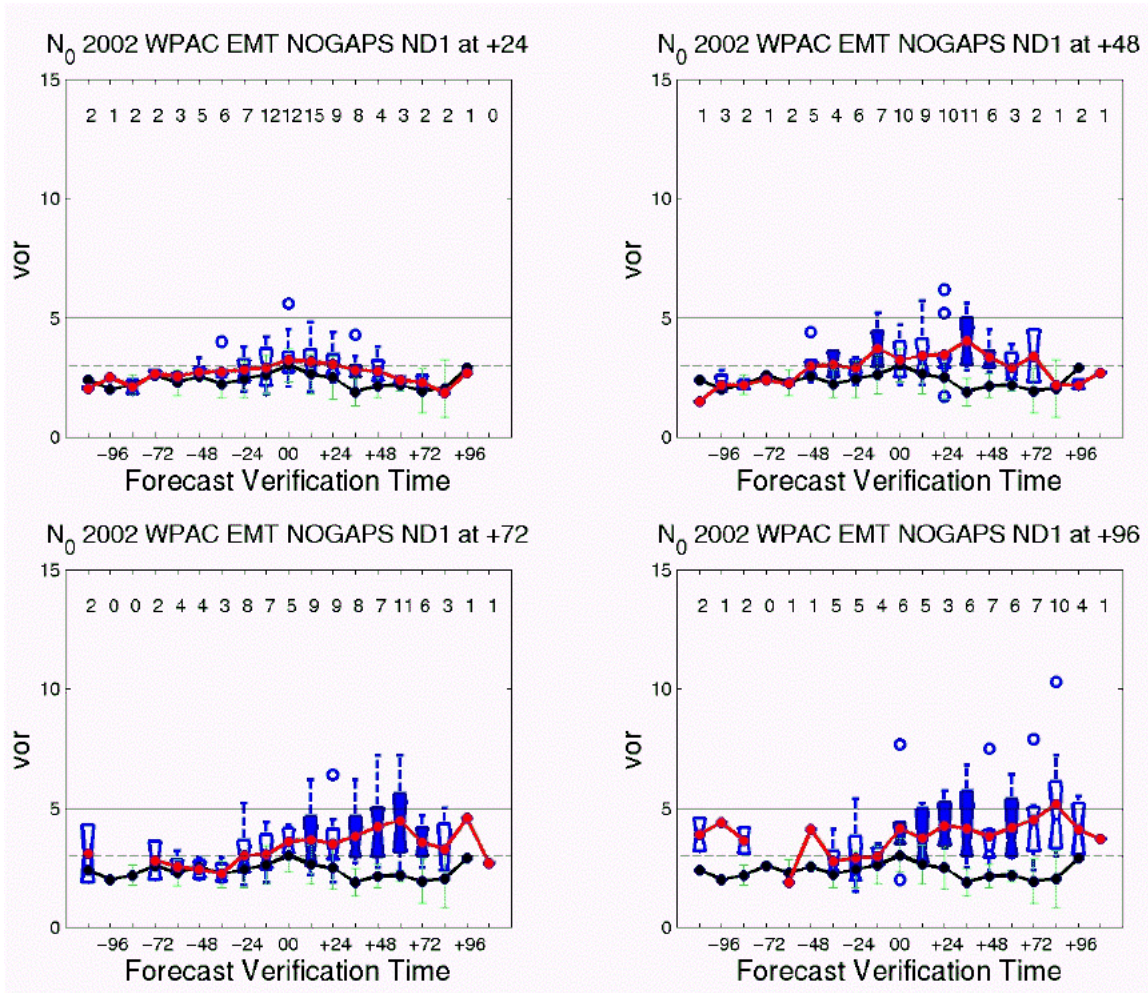 N0 2002 WPAC EMT NOGAPS ND1 at +24
15
2 1 2 2 3 5 6 7 12 12 15 9 8 4 3 2 2 1 0
10
vor
5
0
-96 -72 -48 -24 00 +24 +48 +72 +96
Forecast Verification Time
N0 2002 WPAC EMT NOGAPS ND1 at +48
15
1 3 2 1 2 5 4 6 7 10 9 10 11 6 3 2 1 2 1
10
vor
5
0
-96 -72 -48 -24 00 +24 +48 +72 +96
Forecast Verification Time
N0 2002 WPAC EMT NOGAPS ND1 at +72
15
2 0 0 2 4 4 3 8 7 5 9 9 8 7 11 6 3 1 1
10
vor
5
0
-96 -72 -48 -24 00 +24 +48 +72 +96
Forecast Verification Time
N0 2002 WPAC EMT NOGAPS ND1 at +96
15
2 1 2 0 1 1 5 5 4 6 5 3 6 7 6 7 10 4 1
10
vor
5
0
-96 -72 -48 -24 00 +24 +48 +72 +96
Forecast Verification Time